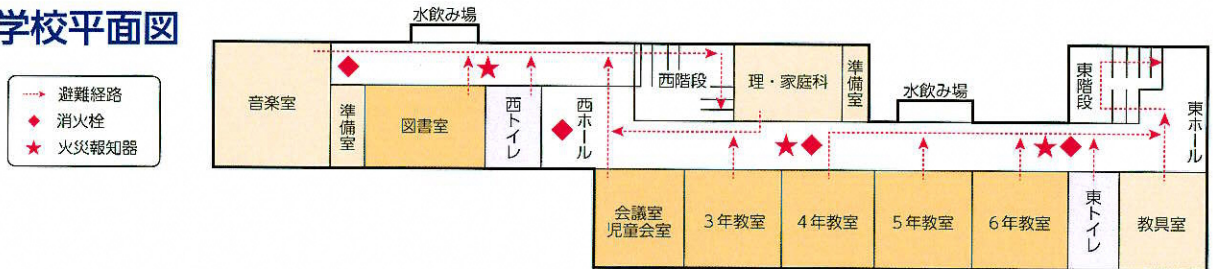 学校平面図
避難経路
消火栓
火災報知器
水飲み場
音楽室
準備室
図書室
西トイレ
西ホール
西階段
理・家庭科
準備室
水飲み場
東階段
東ホール
会議室
児童会室
3年教室
4年教室
5年教室
6年教室
東トイレ
教具室